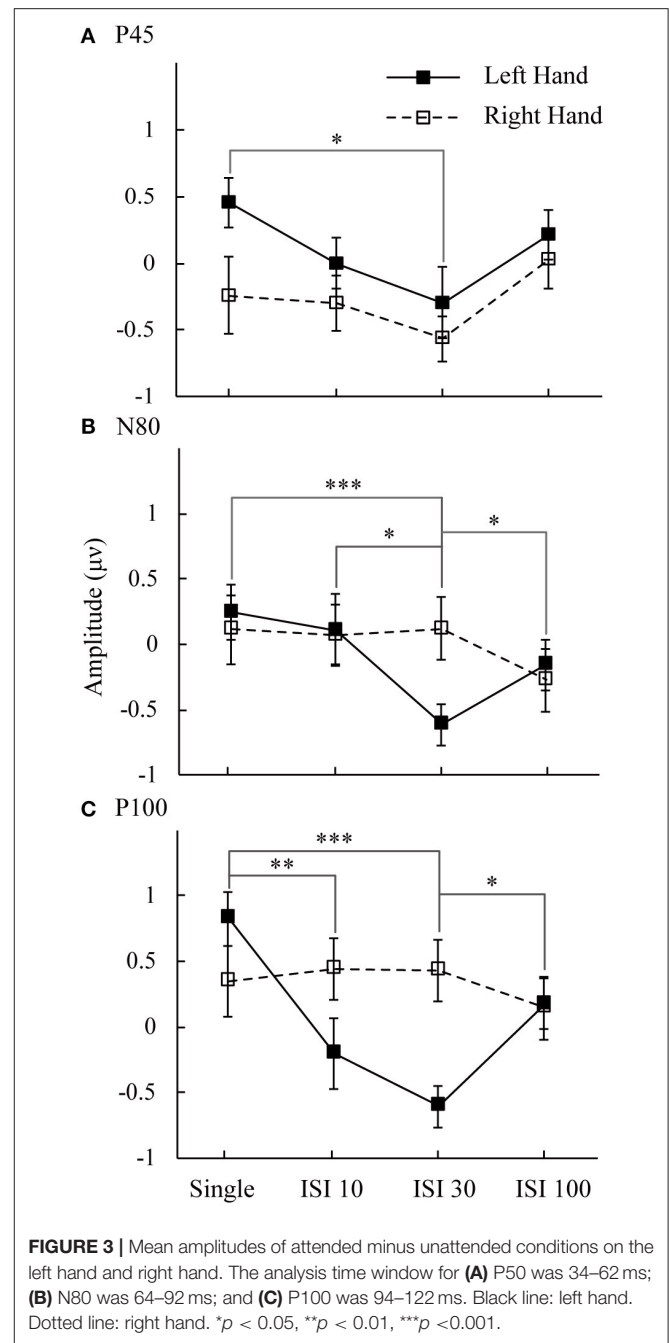 A P45
Left Hand
Right Hand
1
*
0.5
0
-0.5
-1
B N80
***
1
*
*
0.5
0
-0.5
-1
Amplitude (μv)
C P100
***
**
*
1
0.5
0
-0.5
-1
Single ISI 10 ISI 30 ISI 100
FIGURE 3 | Mean amplitudes of attended minus unattended conditions on the
left hand and right hand. The analysis time window for (A) P50 was 34–62 ms;
(B) N80 was 64–92 ms; and (C) P100 was 94–122 ms. Black line: left hand.
Dotted line: right hand. *p < 0.05, **p < 0.01, ***p <0.001.